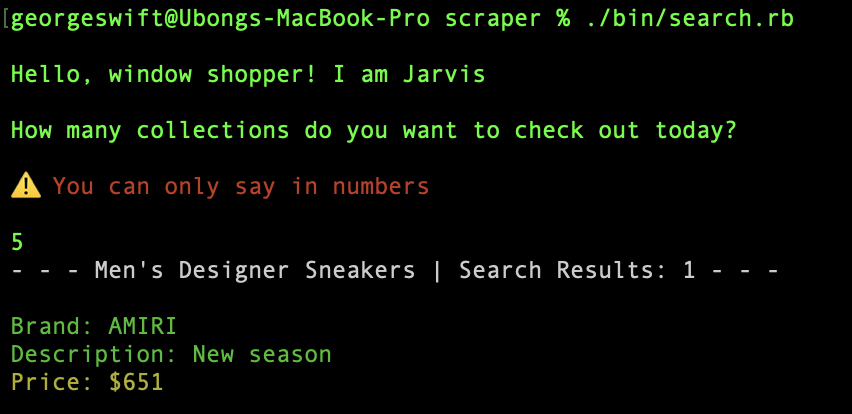 [georgeswift@Ubongs-MacBook-Pro scraper % ./bin/search.rb
Hello, window shopper! I am Jarvis
How many collections do you want to check out today?
⚠️ You can only say in numbers
5
- - - Men's Designer Sneakers | Search Results: 1 - - -
Brand: AMIRI
Description: New season
Price: $651